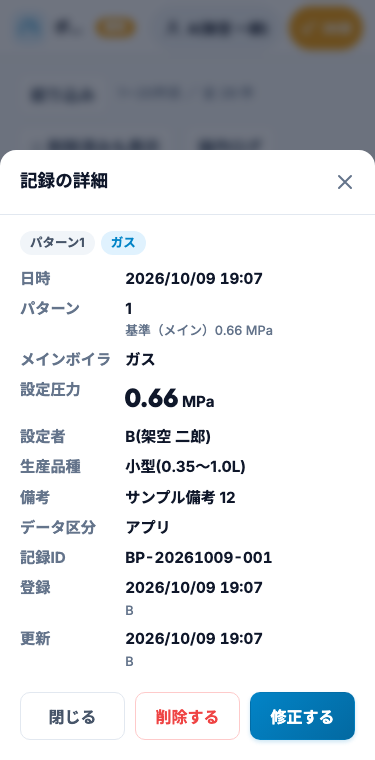 記録の詳細
パターン1 ガス
日時 2026/10/09 19:07
パターン 1
基準（メイン）0.66 MPa
メインボイラ ガス
設定圧力 0.66 MPa
設定者 B(架空 二郎)
生産品種 小型(0.35〜1.0L)
備考 サンプル備考 12
データ区分 アプリ
記録ID BP-20261009-001
登録 2026/10/09 19:07
B
更新 2026/10/09 19:07
B
閉じる 削除する 修正する